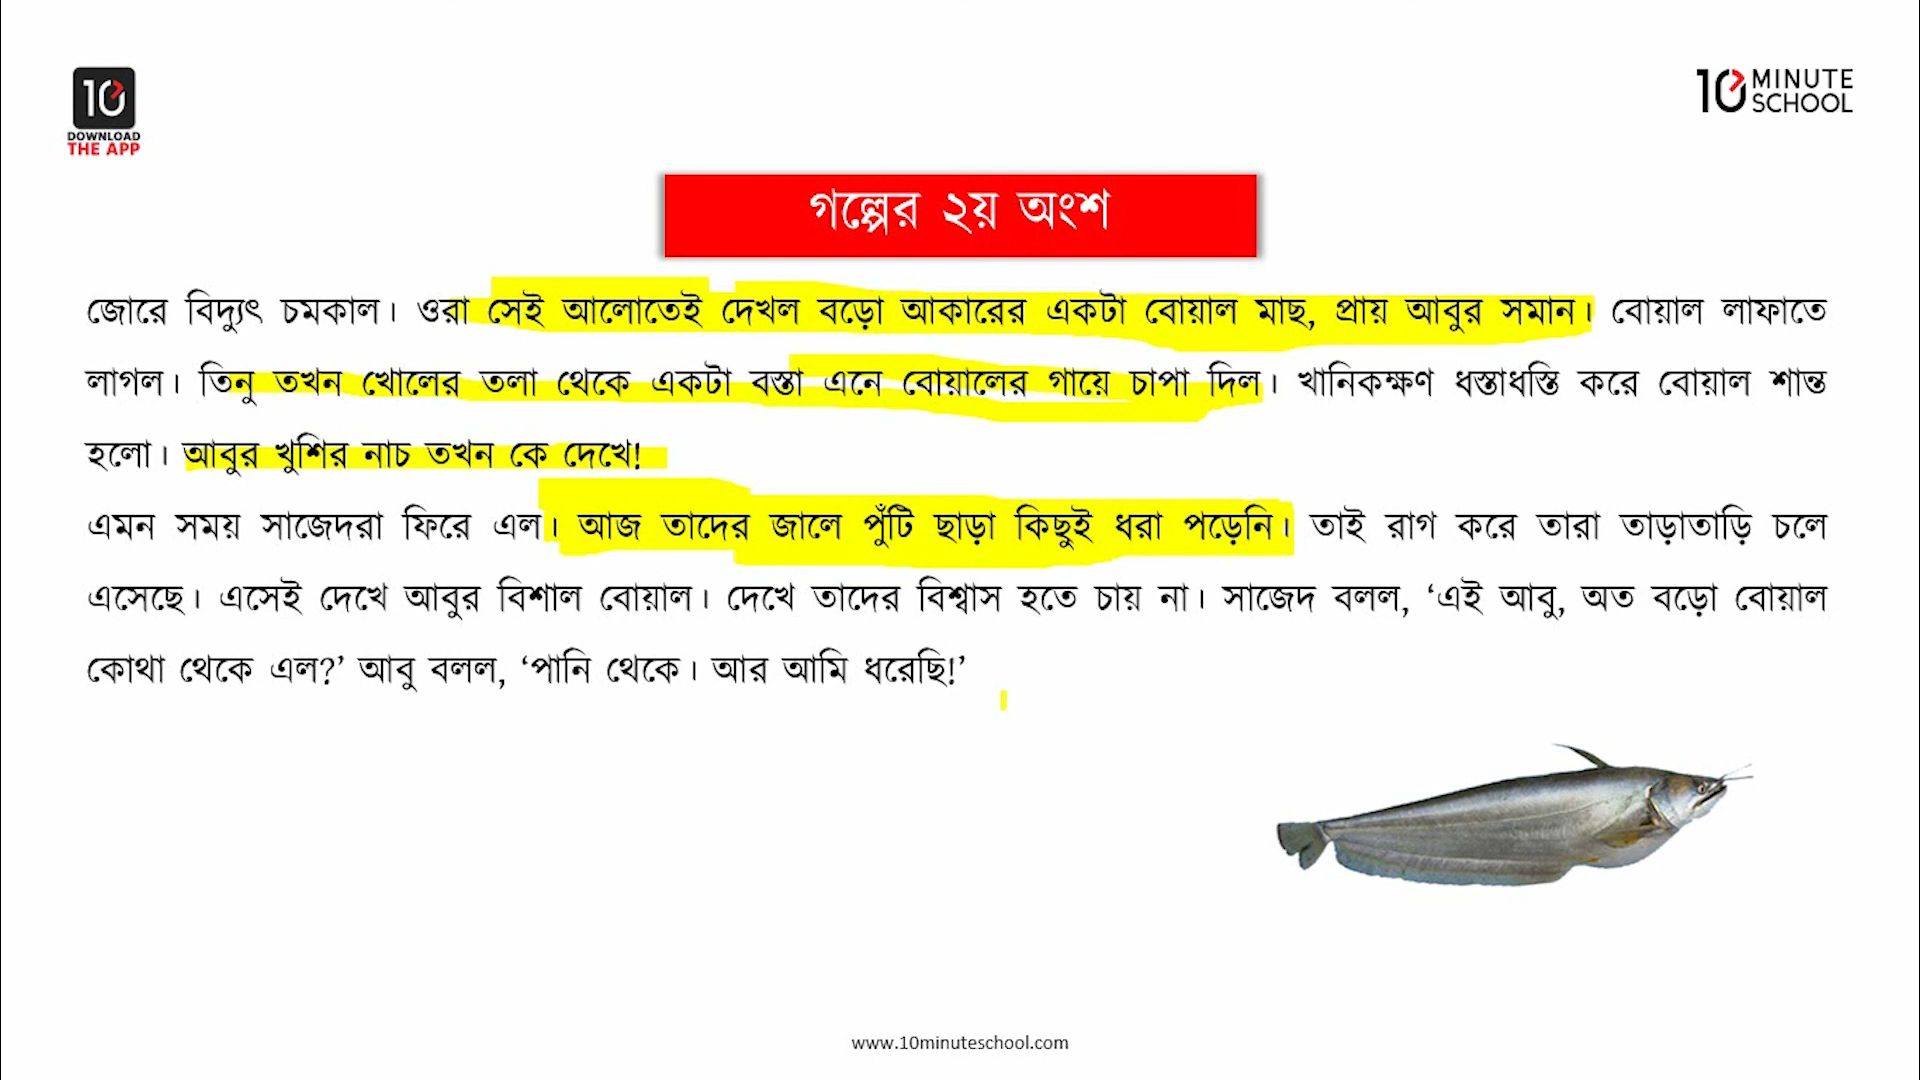 10
DOWNLOAD
THE APP
10 MINUTE
SCHOOL
গল্পের ২য় অংশ
জোরে বিদ্যুৎ চমকাল। ওরা সেই আলোতেই দেখল বড়ো আকারের একটা বোয়াল মাছ, প্রায় আবুর সমান। বোয়াল লাফাতে
লাগল। তিনু তখন খোলের তলা থেকে একটা বস্তা এনে বোয়ালের গায়ে চাপা দিল। খানিকক্ষণ ধস্তাধস্তি করে বোয়াল শান্ত
হলো। আবুর খুশির নাচ তখন কে দেখে!
এমন সময় সাজেদরা ফিরে এল। আজ তাদের জালে পুঁটি ছাড়া কিছুই ধরা পড়েনি। তাই রাগ করে তারা তাড়াতাড়ি চলে
এসেছে। এসেই দেখে আবুর বিশাল বোয়াল। দেখে তাদের বিশ্বাস হতে চায় না। সাজেদ বলল, ‘এই আবু, অত বড়ো বোয়াল
কোথা থেকে এল?’ আবু বলল, ‘পানি থেকে। আর আমি ধরেছি!’
www.10minuteschool.com